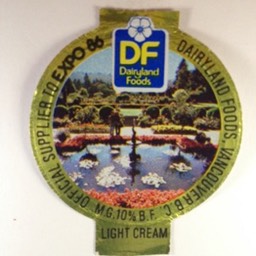 DF
Dairyland
Foods
OFFICIAL SUPPLIER TO EXPO 86
DAIRYLAND FOODS, VANCOUVER B.C.
M.G. 10% B.F.
LIGHT CREAM